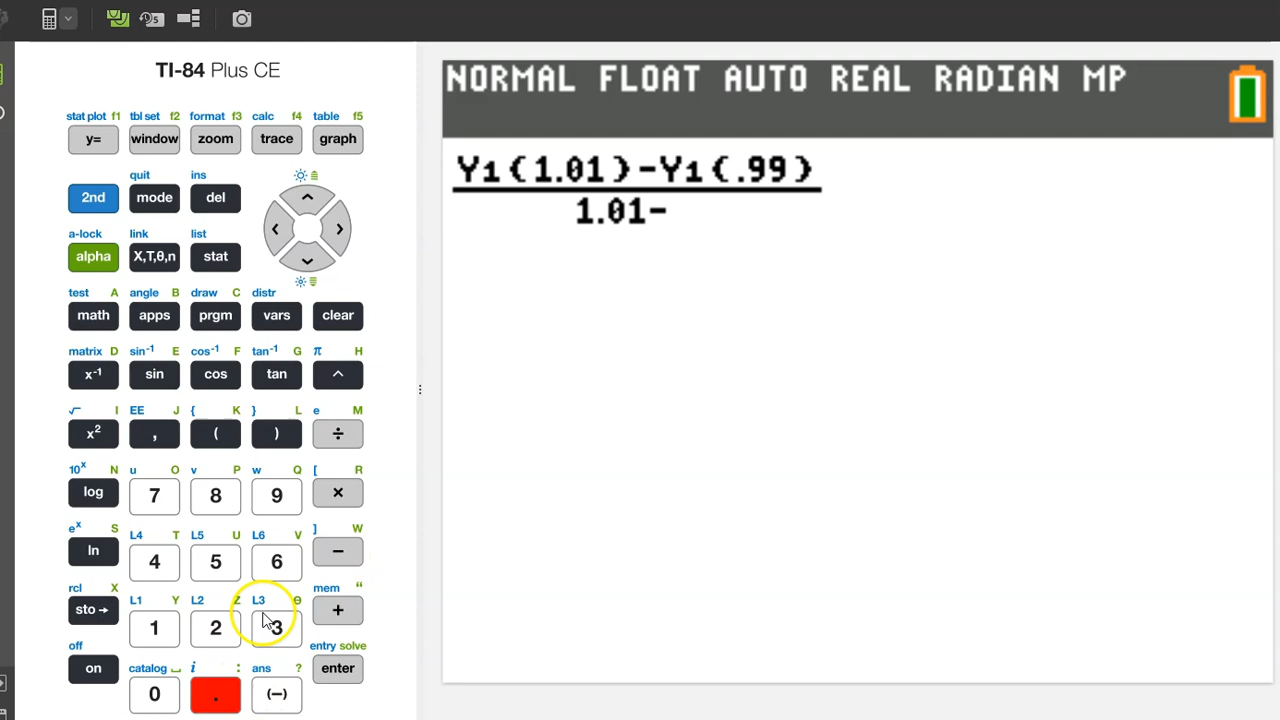 TI-84 Plus CE
NORMAL FLOAT AUTO REAL RADIAN MP
Y1(1.01)-Y1(.99)
1.01-
stat plot f1 tbl set f2 format f3 calc f4 table f5
y= window zoom trace graph
quit ins
2nd mode del
a-lock link list
alpha X,T,θ,n stat
test A angle B draw C distr
math apps prgm vars clear
matrix D sin-1 E cos-1 F tan-1 G π H
x-1 sin cos tan ^
√ I EE J { K } L e M
x2 , ( ) ÷
10x N u O v P w Q [ R
log 7 8 9 ×
ex S L4 T L5 U L6 V ] W
ln 4 5 6 −
rcl X L1 Y L2 Z L3 θ mem “
sto→ 1 2 3 +
off catalog i : ans ? entry solve
on 0 . (−) enter